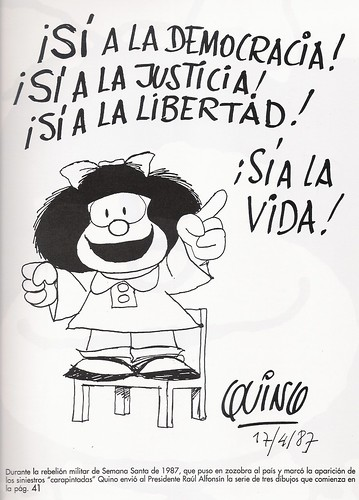 ¡SÍ A LA DEMOCRACIA!
¡SÍ A LA JUSTICIA!
¡SÍ A LA LIBERTAD!
¡SÍ A LA
VIDA!
QUINO
17/4/87
Durante la rebelión militar de Semana Santa de 1987, que puso en zozobra al país y marcó la aparición de
los siniestros "carapintadas" Quino envió al Presidente Raúl Alfonsín la serie de tres dibujos que comienza en
la pág. 41